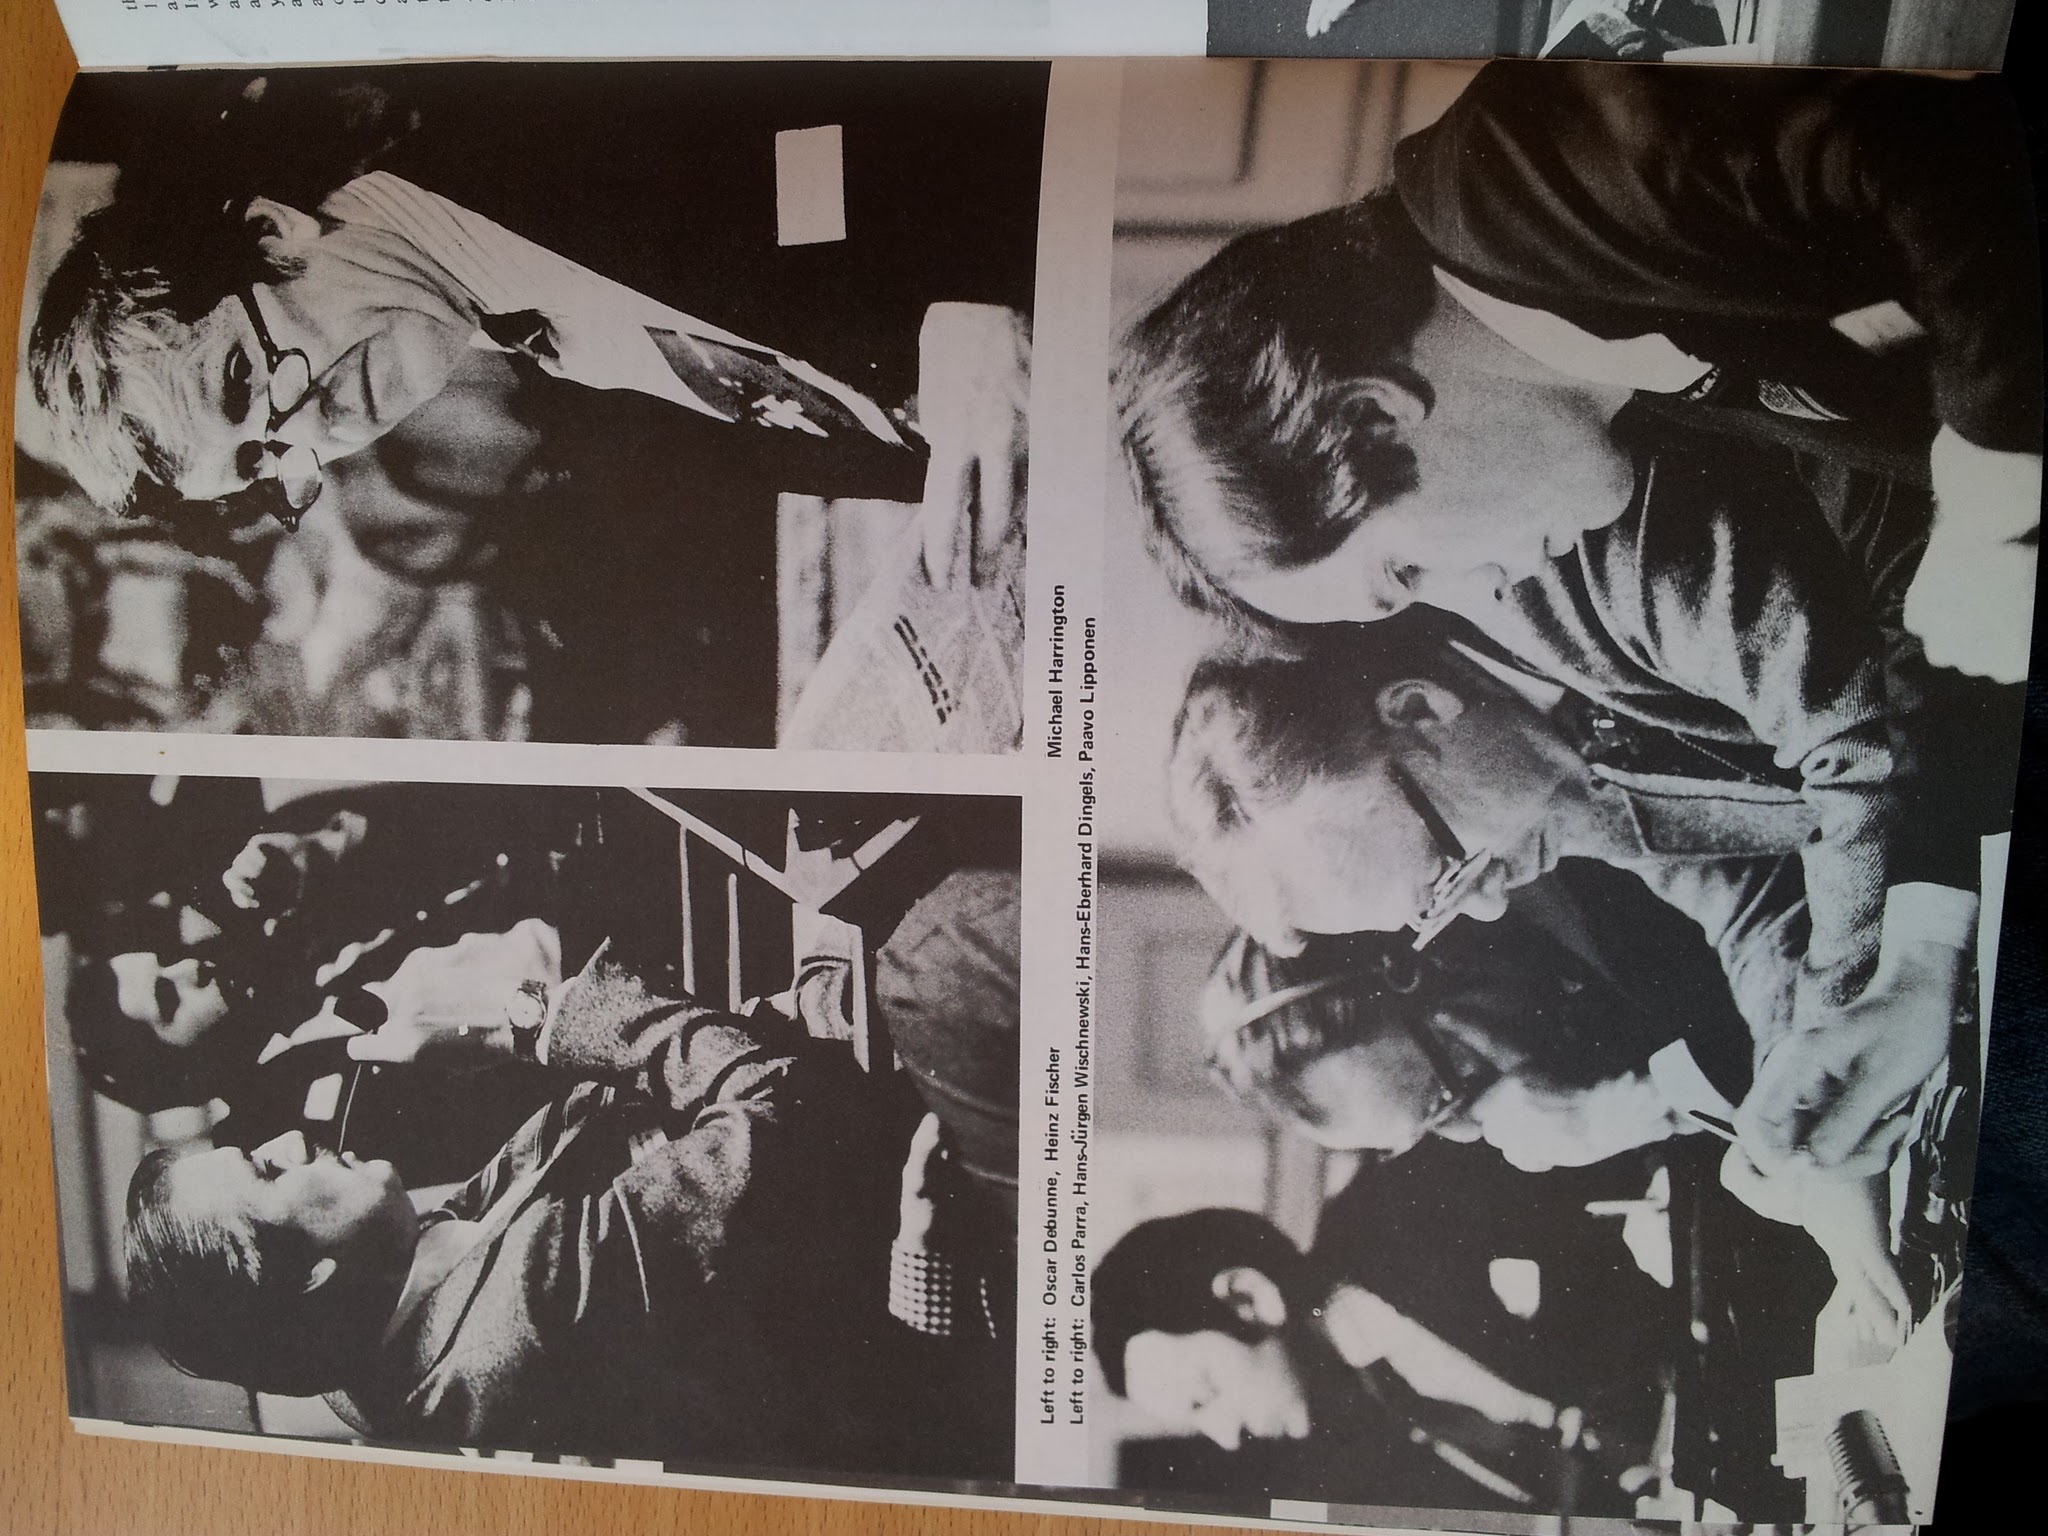 Left to right: Oscar Debunne, Heinz Fischer
Michael Harrington
Left to right: Carlos Parra, Hans-Jürgen Wischnewski, Hans-Eberhard Dingels, Paavo Lipponen